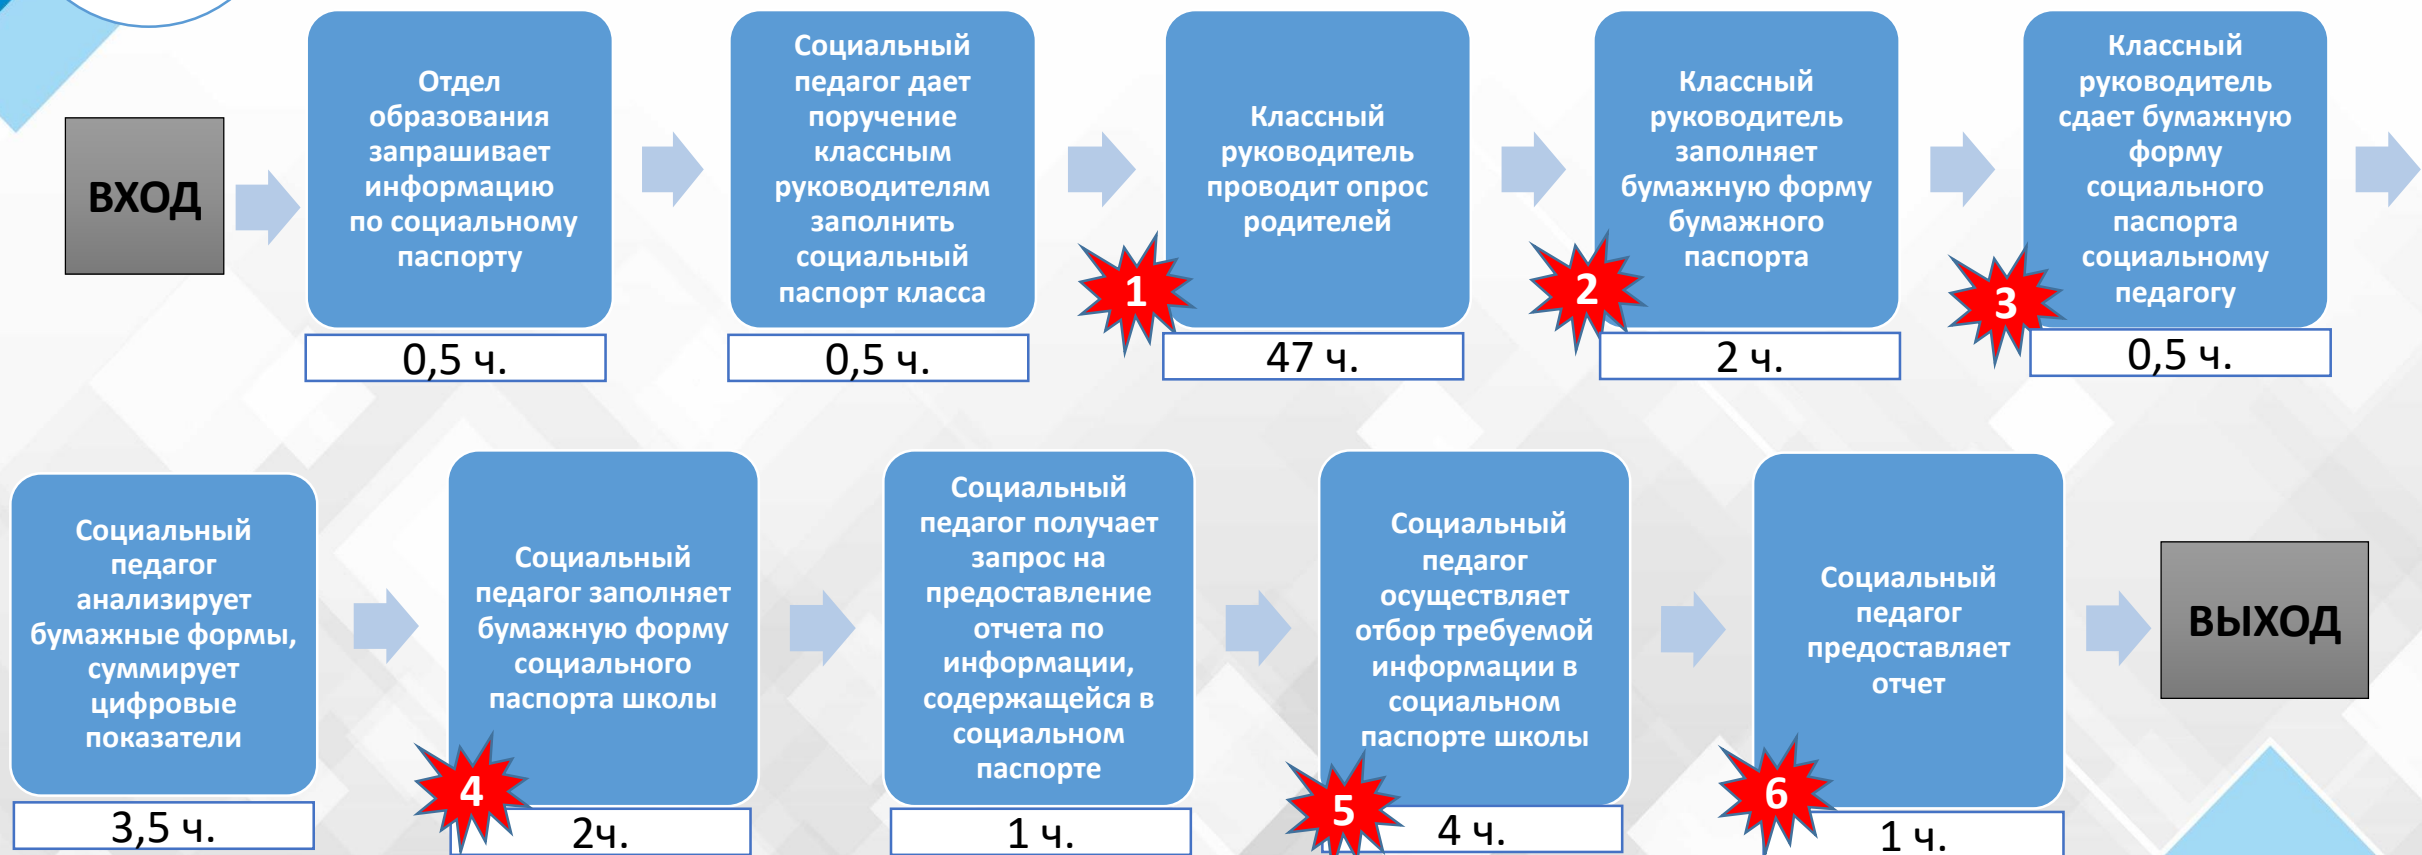 ВХОД
Отдел
образования
запрашивает
информацию
по социальному
паспорту
0,5 ч.
Социальный
педагог дает
поручение
классным
руководителям
заполнить
социальный
паспорт класса
0,5 ч.
1
Классный
руководитель
проводит опрос
родителей
47 ч.
2
Классный
руководитель
заполняет
бумажную форму
бумажного
паспорта
2 ч.
3
Классный
руководитель
сдает бумажную
форму
социального
паспорта
социальному
педагогу
0,5 ч.
Социальный
педагог
анализирует
бумажные формы,
суммирует
цифровые
показатели
3,5 ч.
4
Социальный
педагог заполняет
бумажную форму
социального
паспорта школы
2ч.
Социальный
педагог получает
запрос на
предоставление
отчета по
информации,
содержащейся в
социальном
паспорте
1 ч.
5
Социальный
педагог
осуществляет
отбор требуемой
информации в
социальном
паспорте школы
4 ч.
6
Социальный
педагог
предоставляет
отчет
1 ч.
ВЫХОД